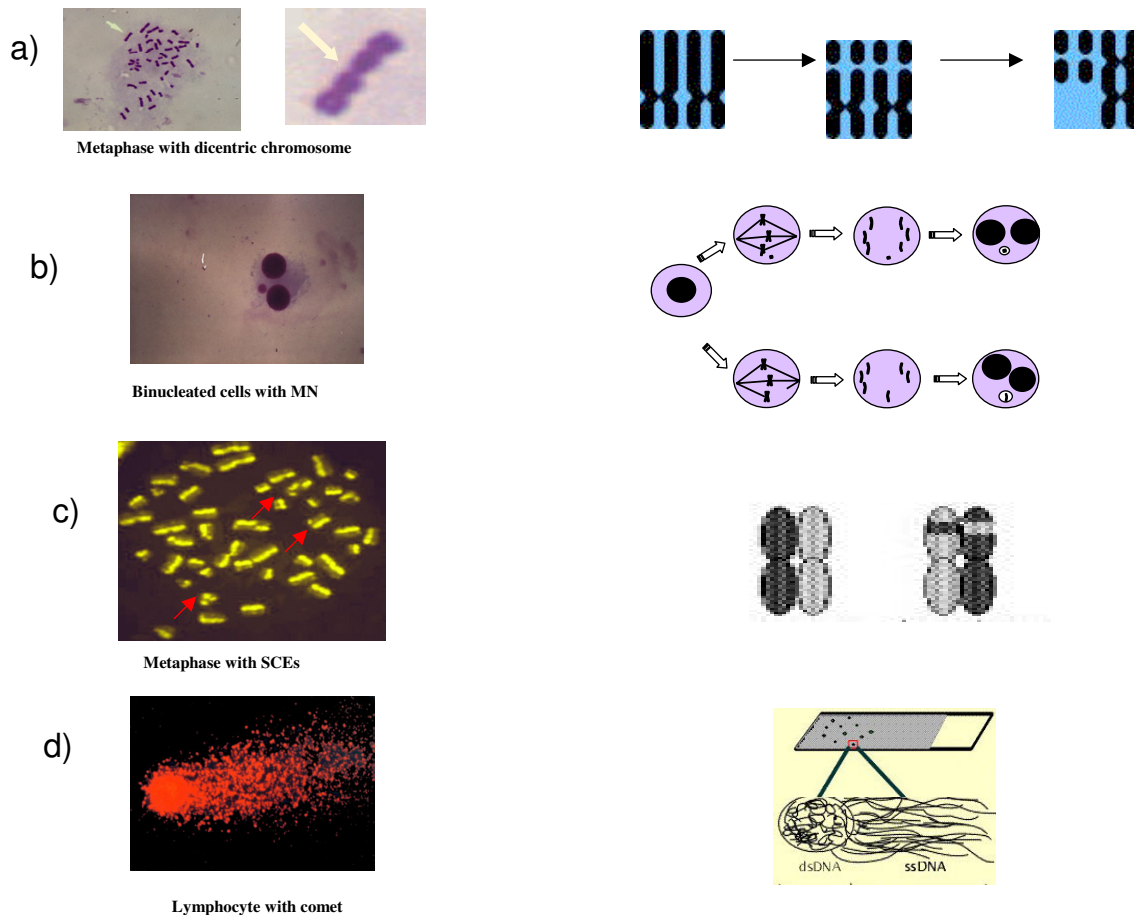 a)
Metaphase with dicentric chromosome
b)
Binucleated cells with MN
c)
Metaphase with SCEs
d)
dsDNA ssDNA
Lymphocyte with comet